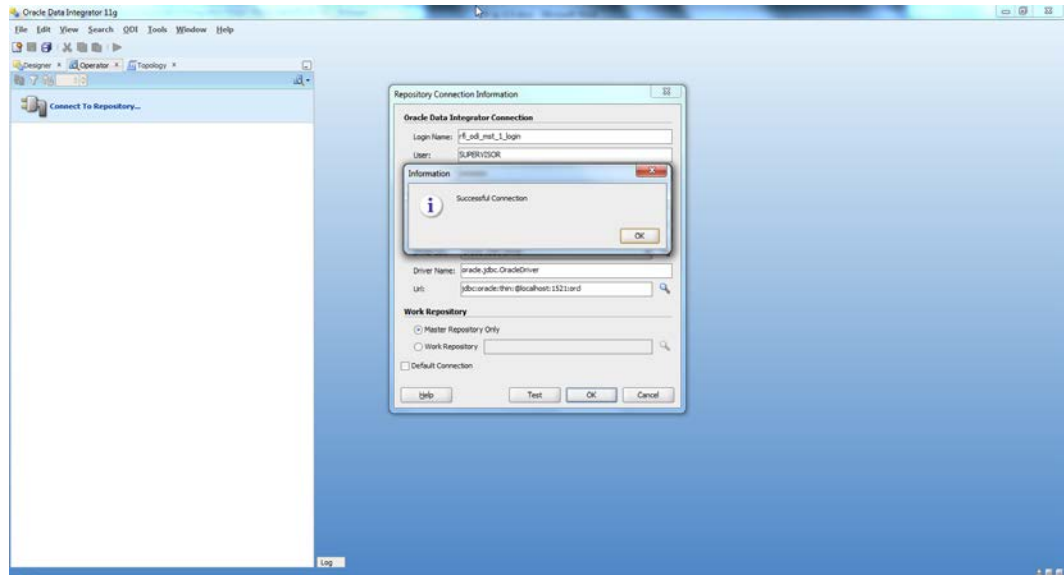 Oracle Data Integrator 11g
File Edit View Search ODI Tools Window Help
Designer Operator Topology
Connect To Repository...
Repository Connection Information
Oracle Data Integrator Connection
Login Name: rfi_odi_mst_1_login
User: SUPERVISOR
Information
Successful Connection
OK
Driver Name: oracle.jdbc.OracleDriver
Url: jdbc:oracle:thin:@localhost:1521:ord
Work Repository
Master Repository Only
Work Repository
Default Connection
Help Test OK Cancel
Log